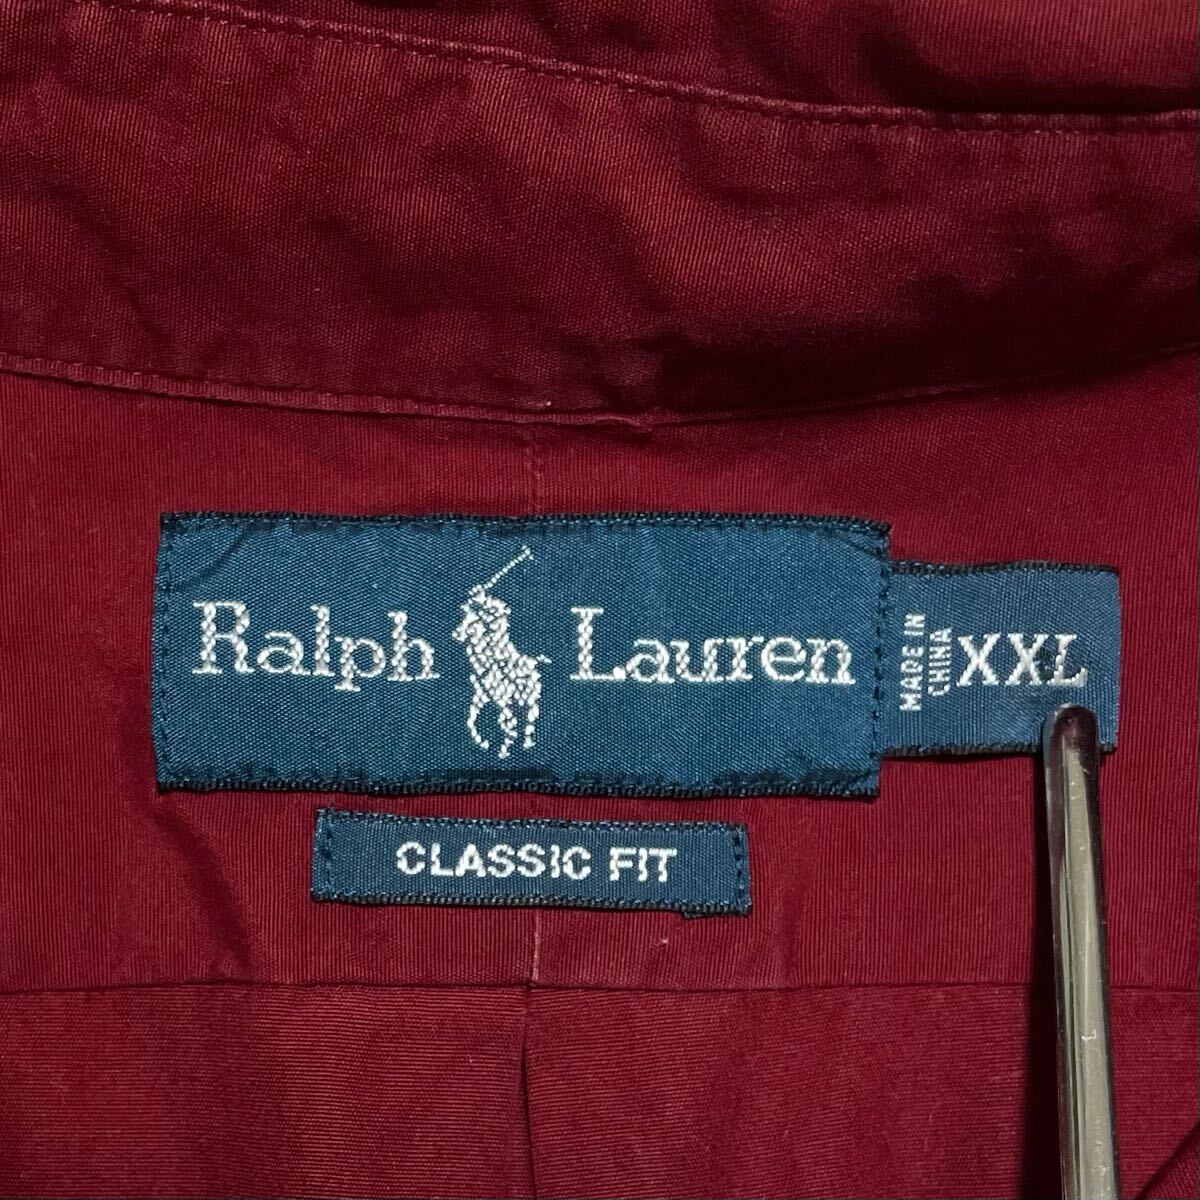 Ralph Lauren
MADE IN
CHINA
XXL
CLASSIC FIT